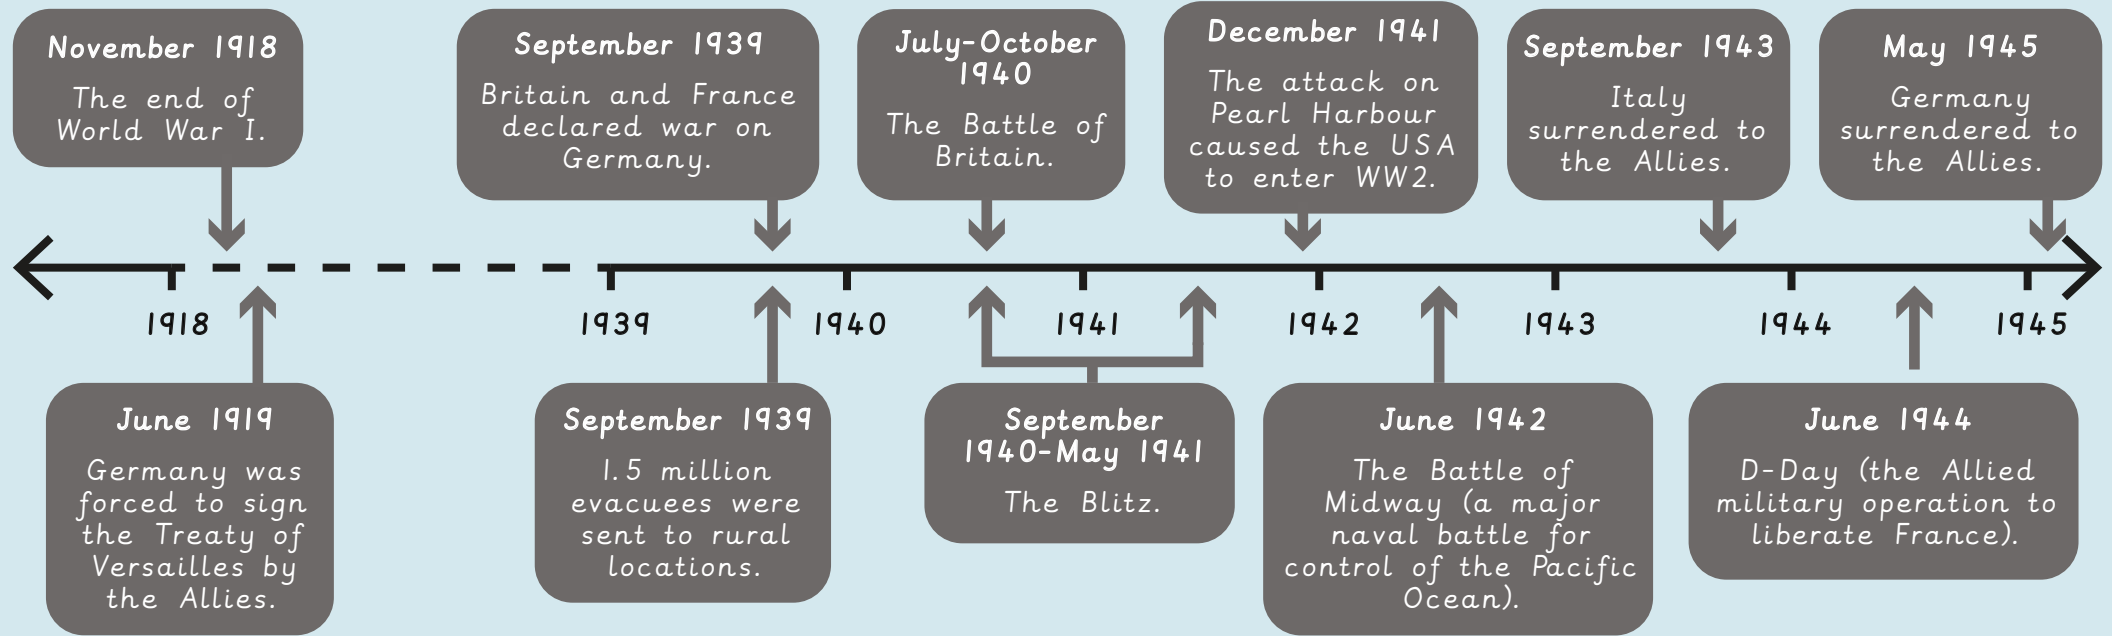 November 1918
The end of
World War I.
September 1939
Britain and France
declared war on
Germany.
July-October
1940
The Battle of
Britain.
December 1941
The attack on
Pearl Harbour
caused the USA
to enter WW2.
September 1943
Italy
surrendered to
the Allies.
May 1945
Germany
surrendered to
the Allies.
1918
1939
1940
1941
1942
1943
1944
1945
June 1919
Germany was
forced to sign
the Treaty of
Versailles by
the Allies.
September 1939
1.5 million
evacuees were
sent to rural
locations.
September
1940-May 1941
The Blitz.
June 1942
The Battle of
Midway (a major
naval battle for
control of the Pacific
Ocean).
June 1944
D-Day (the Allied
military operation to
liberate France).